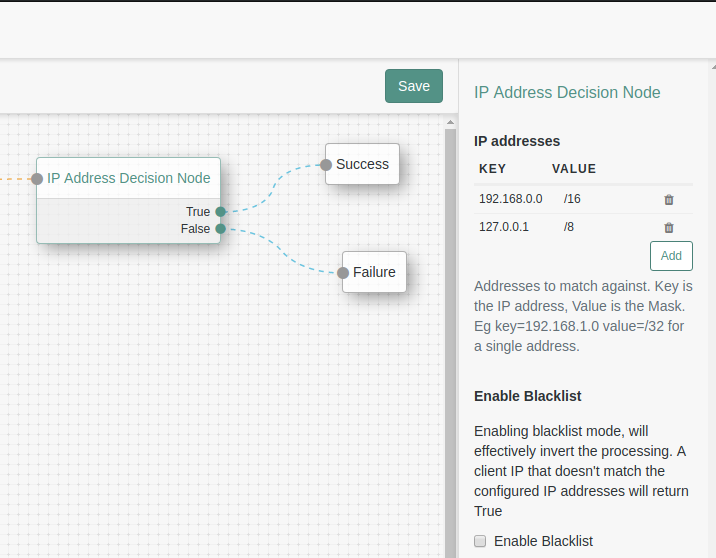 Save
IP Address Decision Node
True
False
Success
Failure
IP Address Decision Node
IP addresses
KEY VALUE
192.168.0.0 /16
127.0.0.1 /8
Add
Addresses to match against. Key is
the IP address, Value is the Mask.
Eg key=192.168.1.0 value=/32 for
a single address.
Enable Blacklist
Enabling blacklist mode, will
effectively invert the processing. A
client IP that doesn't match the
configured IP addresses will return
True
Enable Blacklist